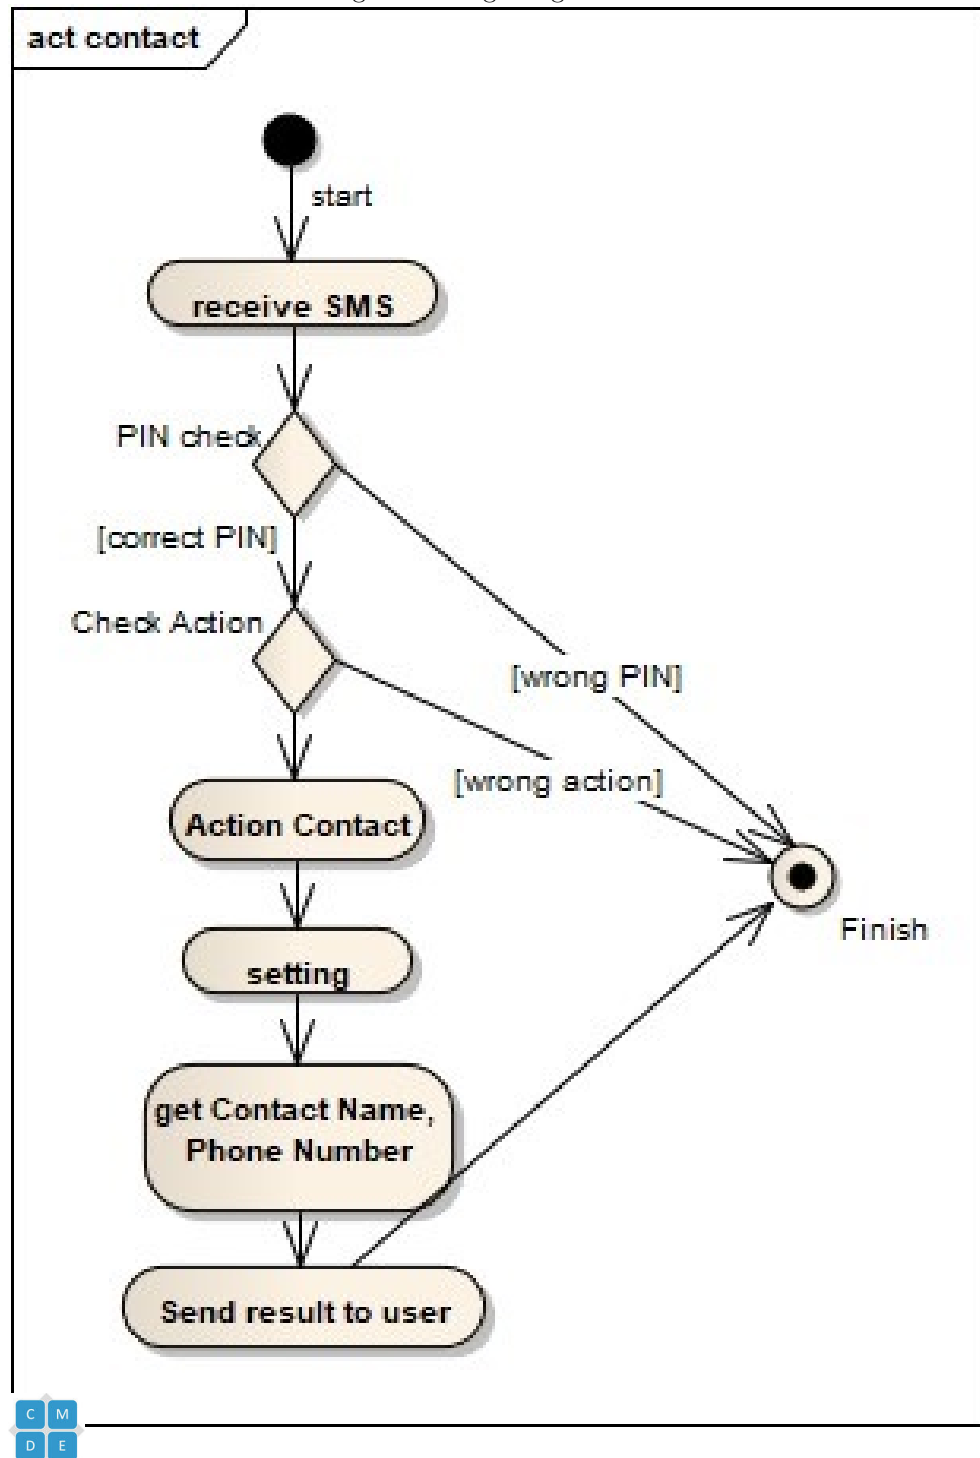 act contact
start
receive SMS
PIN check
[correct PIN]
Check Action
[wrong PIN]
[wrong action]
Action Contact
Finish
setting
get Contact Name,
Phone Number
Send result to user
C M
D E